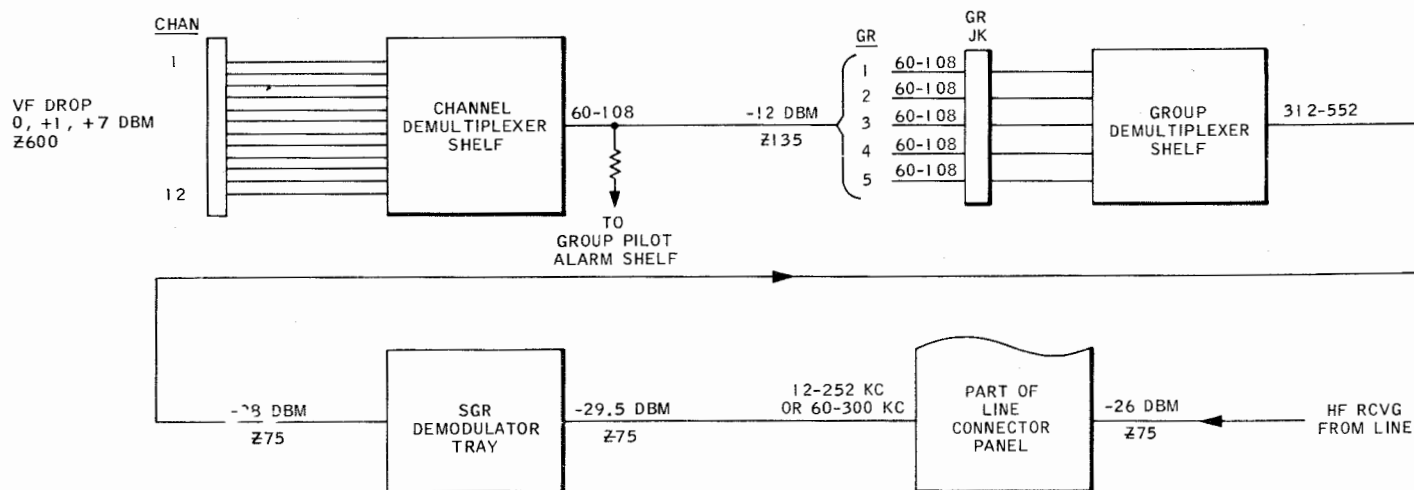 CHAN
1
12
VF DROP
0, +1, +7 DBM
Z600
CHANNEL
DEMULTIPLEXER
SHELF
60-108
TO
GROUP PILOT
ALARM SHELF
-12 DBM
Z135
GR
1
2
3
4
5
60-108
60-108
60-108
60-108
60-108
GR
JK
GROUP
DEMULTIPLEXER
SHELF
312-552
DBM
Z75
SGR
DEMODULATOR
TRAY
-29.5 DBM
Z75
12-252 KC
OR 60-300 KC
PART OF
LINE
CONNECTOR
PANEL
-26 DBM
Z75
HF RCVG
FROM LINE